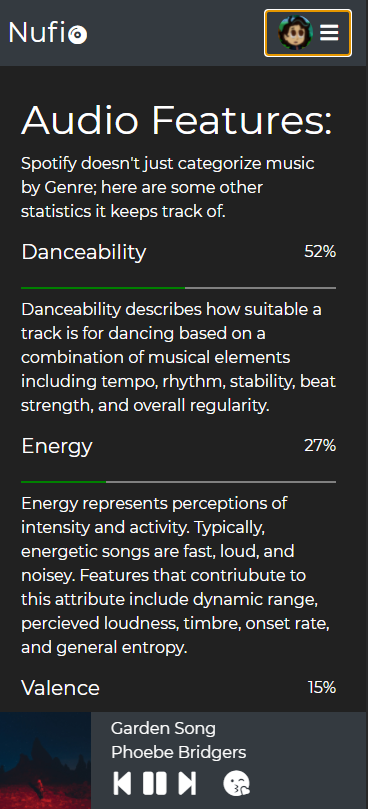 Nufio
Audio Features:
Spotify doesn't just categorize music
by Genre; here are some other
statistics it keeps track of.
Danceability 52%
Danceability describes how suitable a
track is for dancing based on a
combination of musical elements
including tempo, rhythm, stability, beat
strength, and overall regularity.
Energy 27%
Energy represents perceptions of
intensity and activity. Typically,
energetic songs are fast, loud, and
noisey. Features that contriubute to
this attribute include dynamic range,
percieved loudness, timbre, onset rate,
and general entropy.
Valence 15%
Garden Song
Phoebe Bridgers